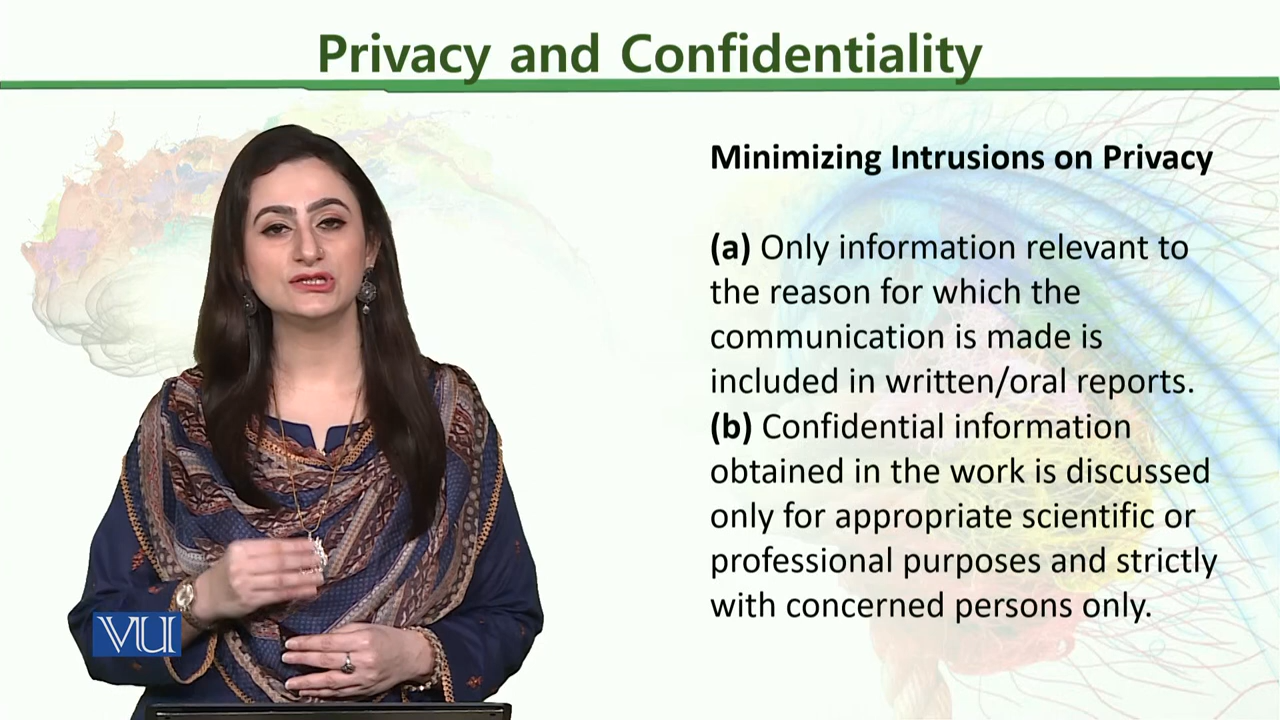 Privacy and Confidentiality
Minimizing Intrusions on Privacy
(a) Only information relevant to
the reason for which the
communication is made is
included in written/oral reports.
(b) Confidential information
obtained in the work is discussed
only for appropriate scientific or
professional purposes and strictly
with concerned persons only.
VU